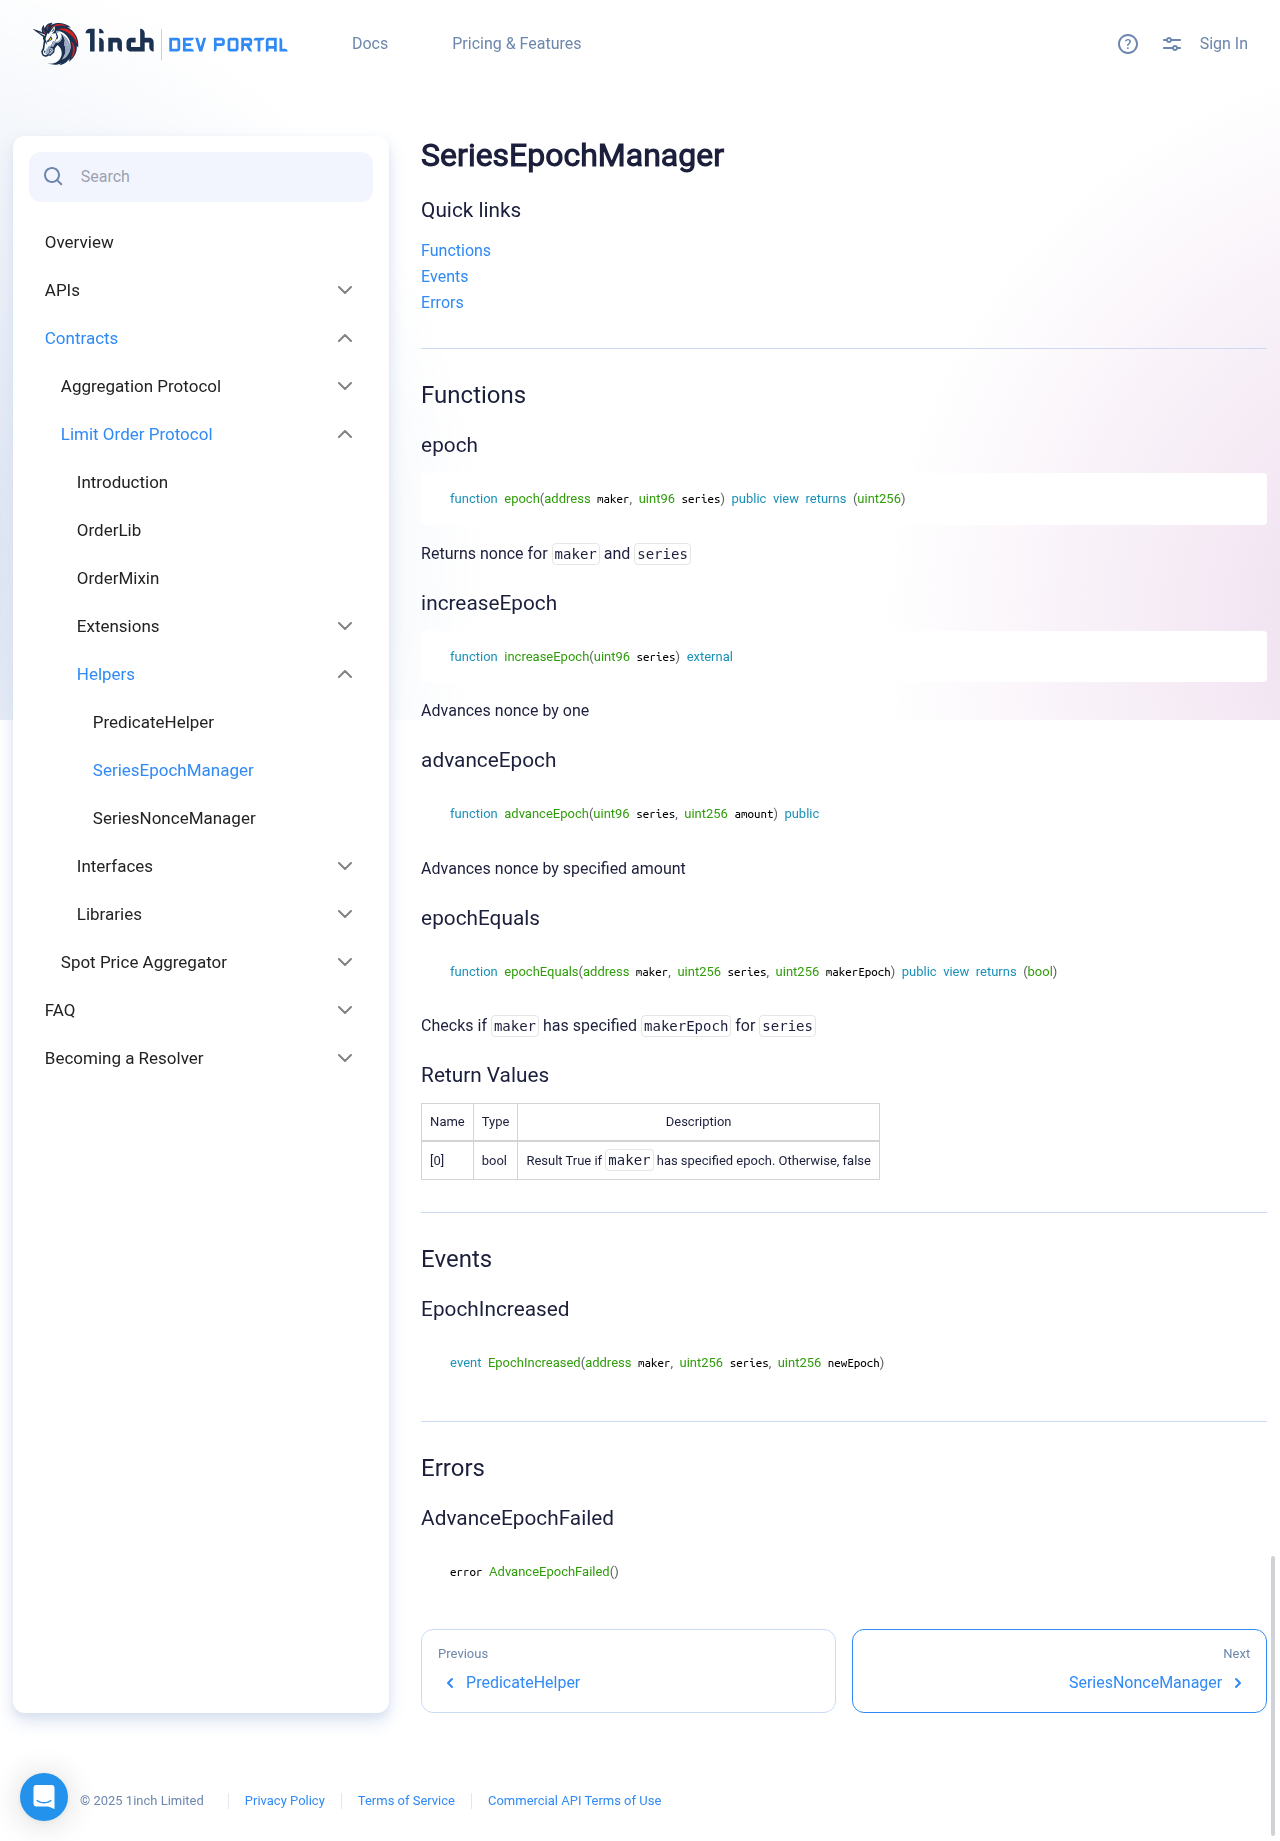 1inch DEV PORTAL
Docs
Pricing & Features
Sign In
Search
Overview
APIs
Contracts
Aggregation Protocol
Limit Order Protocol
Introduction
OrderLib
OrderMixin
Extensions
Helpers
PredicateHelper
SeriesEpochManager
SeriesNonceManager
Interfaces
Libraries
Spot Price Aggregator
FAQ
Becoming a Resolver
SeriesEpochManager
Quick links
Functions
Events
Errors
Functions
epoch
function epoch(address maker, uint96 series) public view returns (uint256)
Returns nonce for maker and series
increaseEpoch
function increaseEpoch(uint96 series) external
Advances nonce by one
advanceEpoch
function advanceEpoch(uint96 series, uint256 amount) public
Advances nonce by specified amount
epochEquals
function epochEquals(address maker, uint256 series, uint256 makerEpoch) public view returns (bool)
Checks if maker has specified makerEpoch for series
Return Values
Name Type Description
[0] bool Result True if maker has specified epoch. Otherwise, false
Events
EpochIncreased
event EpochIncreased(address maker, uint256 series, uint256 newEpoch)
Errors
AdvanceEpochFailed
error AdvanceEpochFailed()
Previous
PredicateHelper
Next
SeriesNonceManager
© 2025 1inch Limited
Privacy Policy
Terms of Service
Commercial API Terms of Use